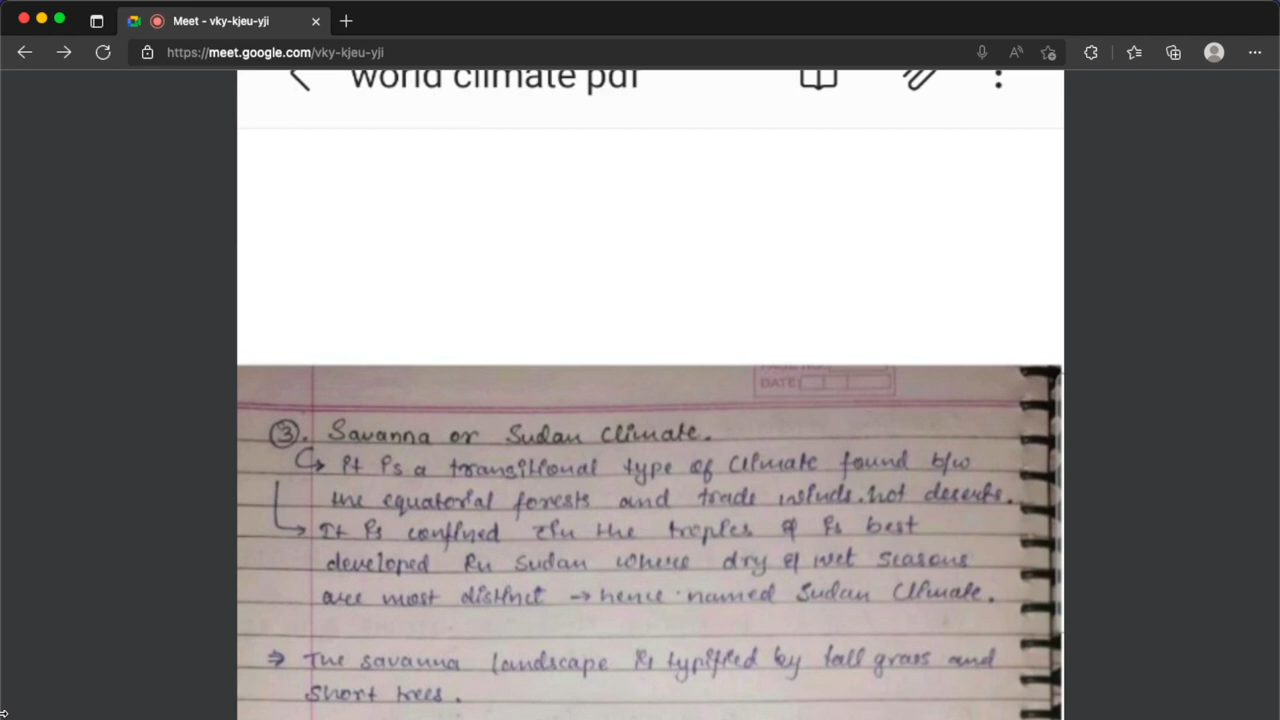 Meet - vky-kjeu-yji
https://meet.google.com/vky-kjeu-yji
world climate pdf
DATE:
③. Savanna or Sudan Climate.
↳ It is a transitional type of Climate found b/w
the equatorial forests and trade winds hot deserts.
→ It is confined the tropics & is best
developed in Sudan where dry & wet seasons
are most distinct → hence named Sudan Climate.
⇒ The savanna landscape is typified by tall grass and
short trees.